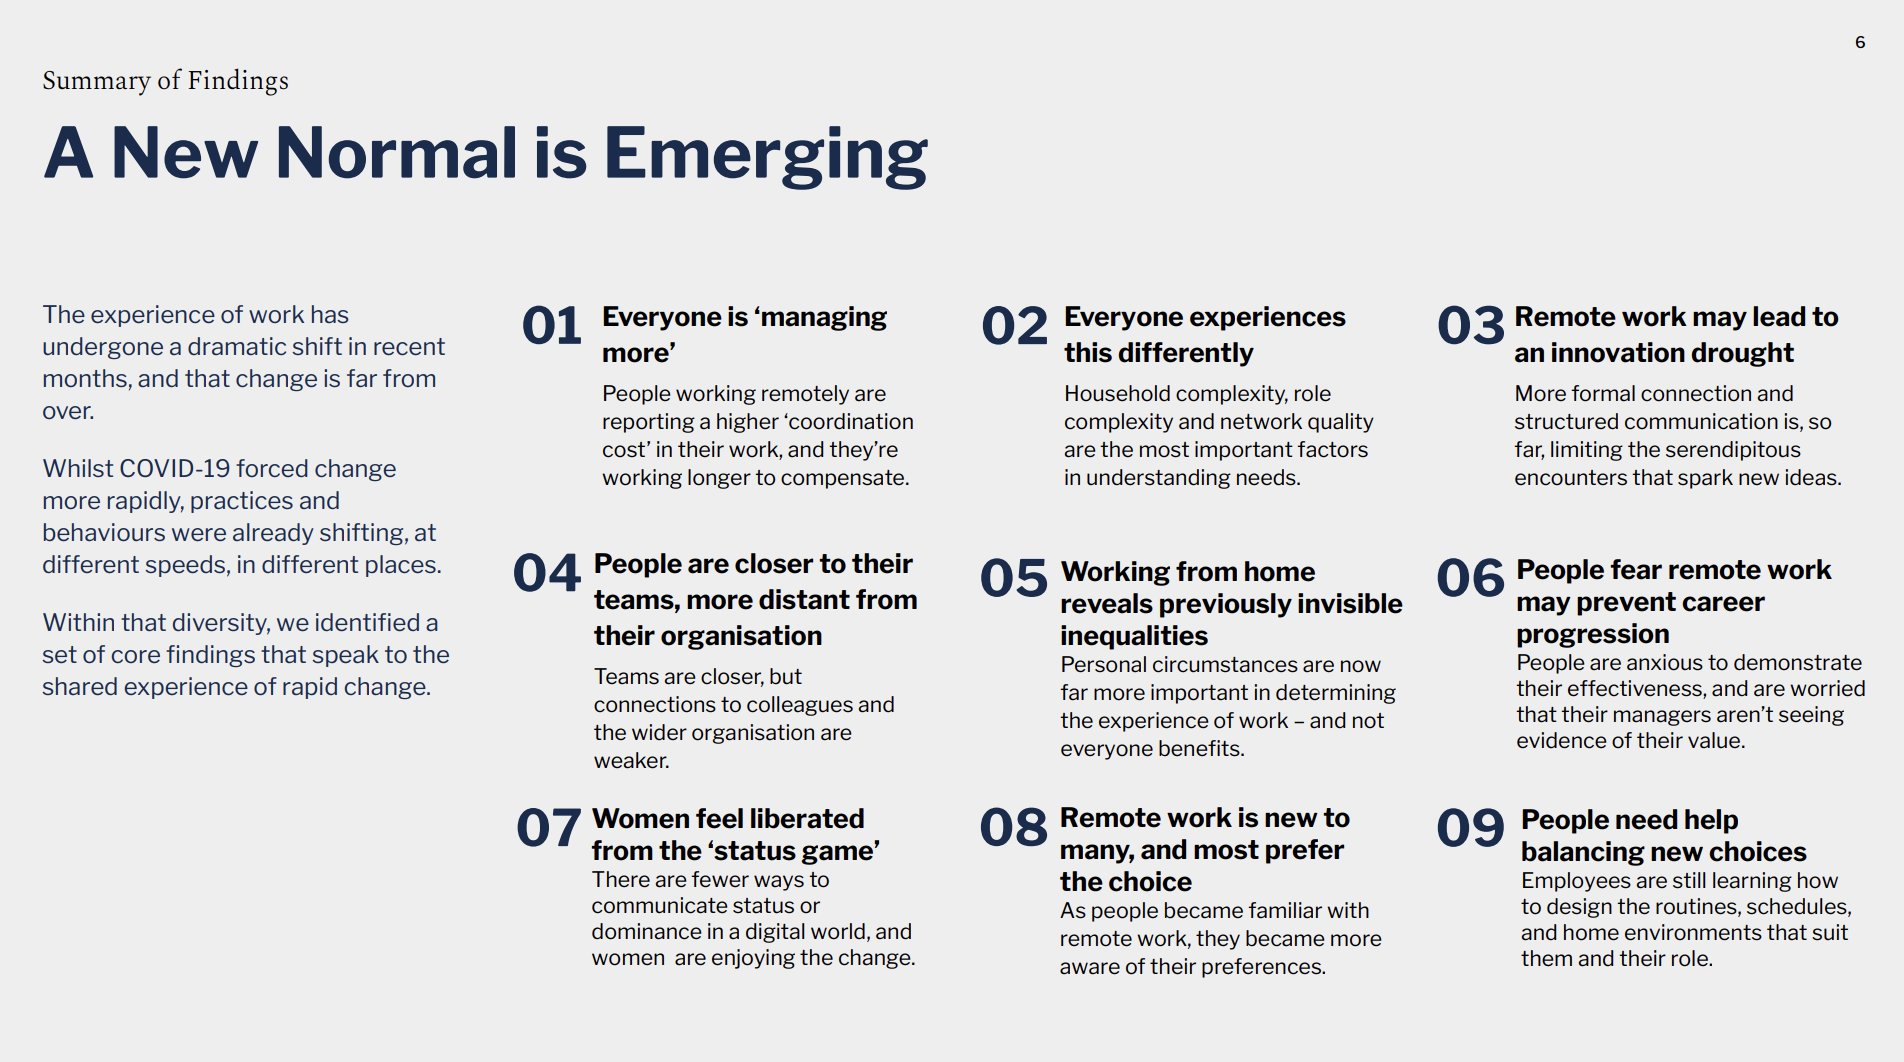 6
Summary of Findings
A New Normal is Emerging
The experience of work has
undergone a dramatic shift in recent
months, and that change is far from
over.
Whilst COVID-19 forced change
more rapidly, practices and
behaviours were already shifting, at
different speeds, in different places.
Within that diversity, we identified a
set of core findings that speak to the
shared experience of rapid change.
01
Everyone is ‘managing
more’
People working remotely are
reporting a higher ‘coordination
cost’ in their work, and they’re
working longer to compensate.
02
Everyone experiences
this differently
Household complexity, role
complexity and network quality
are the most important factors
in understanding needs.
03
Remote work may lead to
an innovation drought
More formal connection and
structured communication is, so
far, limiting the serendipitous
encounters that spark new ideas.
04
People are closer to their
teams, more distant from
their organisation
Teams are closer, but
connections to colleagues and
the wider organisation are
weaker.
05
Working from home
reveals previously invisible
inequalities
Personal circumstances are now
far more important in determining
the experience of work – and not
everyone benefits.
06
People fear remote work
may prevent career
progression
People are anxious to demonstrate
their effectiveness, and are worried
that their managers aren’t seeing
evidence of their value.
07
Women feel liberated
from the ‘status game’
There are fewer ways to
communicate status or
dominance in a digital world, and
women are enjoying the change.
08
Remote work is new to
many, and most prefer
the choice
As people became familiar with
remote work, they became more
aware of their preferences.
09
People need help
balancing new choices
Employees are still learning how
to design the routines, schedules,
and home environments that suit
them and their role.